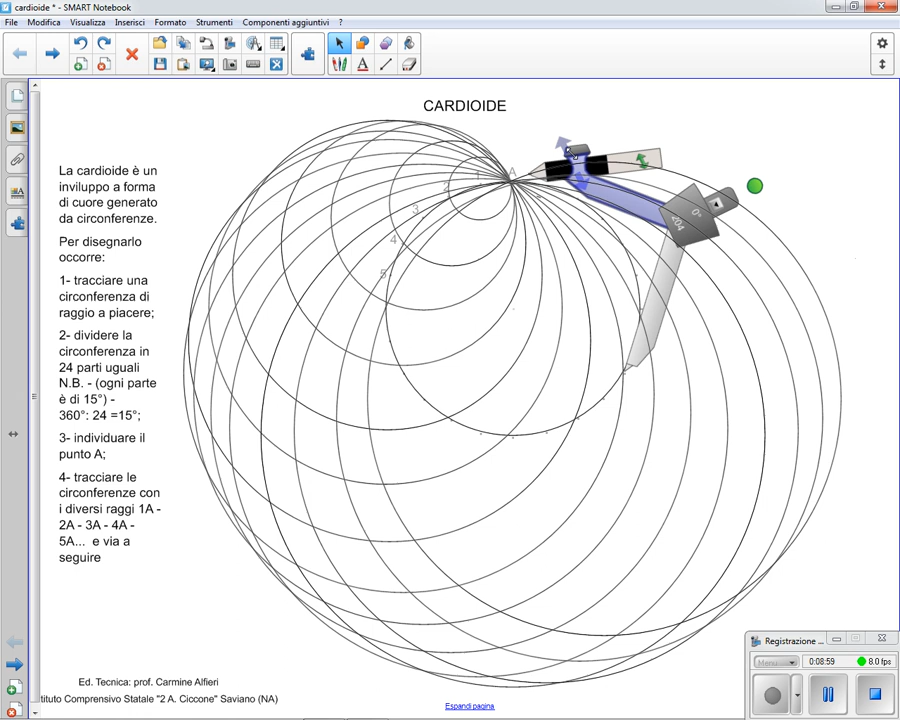 cardioide * - SMART Notebook
File Modifica Visualizza Inserisci Formato Strumenti Componenti aggiuntivi ?
CARDIOIDE
La cardioide è un
inviluppo a forma
di cuore generato
da circonferenze.
Per disegnarlo
occorre:
1- tracciare una
circonferenza di
raggio a piacere;
2- dividere la
circonferenza in
24 parti uguali
N.B. - (ogni parte
è di 15°) -
360°: 24 =15°;
3- individuare il
punto A;
4- tracciare le
circonferenze con
i diversi raggi 1A -
2A - 3A - 4A -
5A... e via a
seguire
A
1
2
3
4
5
0°
204
Registrazione ...
Menu
0:08:59
8.0 fps
Ed. Tecnica: prof. Carmine Alfieri
tituto Comprensivo Statale "2 A. Ciccone" Saviano (NA)
Espandi pagina